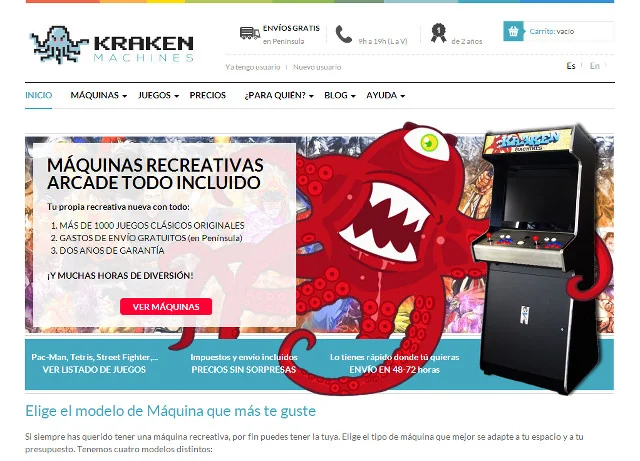 KRAKEN
MACHINES
ENVÍOS GRATIS
en Península
9h a 19h (L a V)
de 2 años
Carrito: vacío
Ya tengo usuario | Nuevo usuario
Es | En
INICIO MÁQUINAS JUEGOS PRECIOS ¿PARA QUIÉN? BLOG AYUDA
MÁQUINAS RECREATIVAS
ARCADE TODO INCLUIDO
Tu propia recreativa nueva con todo:
1. MÁS DE 1000 JUEGOS CLÁSICOS ORIGINALES
2. GASTOS DE ENVÍO GRATUITOS (en Península)
3. DOS AÑOS DE GARANTÍA
¡Y MUCHAS HORAS DE DIVERSIÓN!
VER MÁQUINAS
KRAKEN
MACHINES
Pac-Man, Tetris, Street Fighter,...
VER LISTADO DE JUEGOS
Impuestos y envío incluidos
PRECIOS SIN SORPRESAS
Lo tienes rápido donde tú quieras
ENVÍO EN 48-72 horas
Elige el modelo de Máquina que más te guste
Si siempre has querido tener una máquina recreativa, por fin puedes tener la tuya. Elige el tipo de máquina que mejor se adapte a tu espacio y a tu
presupuesto. Tenemos cuatro modelos distintos: